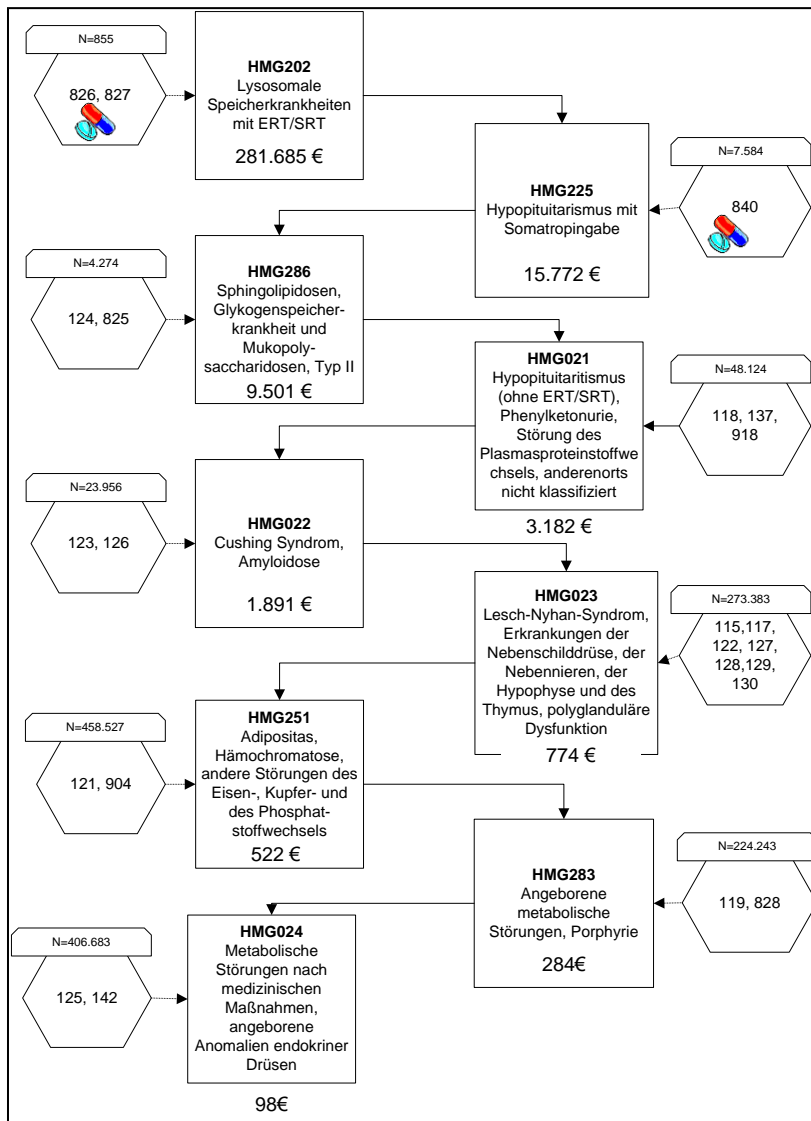 N=855
826, 827
HMG202
Lysosomale
Speicherkrankheiten
mit ERT/SRT
281.685 €
N=7.584
840
HMG225
Hypopituitarismus mit
Somatropingabe
15.772 €
N=4.274
124, 825
HMG286
Sphingolipidosen,
Glykogenspeicher-
krankheit und
Mukopoly-
saccharidosen, Typ II
9.501 €
N=48.124
118, 137,
918
HMG021
Hypopituitaritismus
(ohne ERT/SRT),
Phenylketonurie,
Störung des
Plasmaproteinstoffwe
chsels, anderenorts
nicht klassifiziert
3.182 €
N=23.956
123, 126
HMG022
Cushing Syndrom,
Amyloidose
1.891 €
N=273.383
115,117,
122, 127,
128,129,
130
HMG023
Lesch-Nyhan-Syndrom,
Erkrankungen der
Nebenschilddrüse, der
Nebennieren, der
Hypophyse und des
Thymus, polyglanduläre
Dysfunktion
774 €
N=458.527
121, 904
HMG251
Adipositas,
Hämochromatose,
andere Störungen des
Eisen-, Kupfer- und
des Phosphat-
stoffwechsels
522 €
N=224.243
119, 828
HMG283
Angeborene
metabolische
Störungen, Porphyrie
284€
N=406.683
125, 142
HMG024
Metabolische
Störungen nach
medizinischen
Maßnahmen,
angeborene
Anomalien endokriner
Drüsen
98€